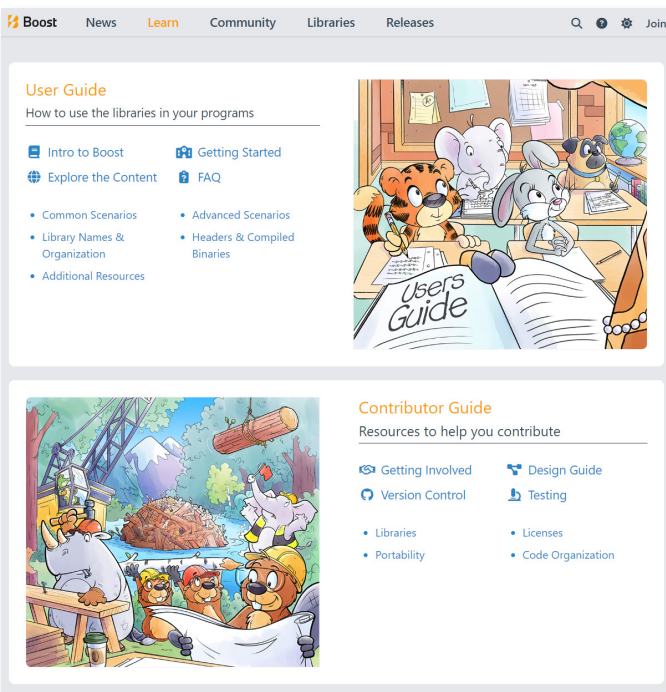 Boost News Learn Community Libraries Releases Join
User Guide
How to use the libraries in your programs
Intro to Boost Getting Started
Explore the Content FAQ
Common Scenarios Advanced Scenarios
Library Names & Headers & Compiled
Organization Binaries
Additional Resources
Users
Guide
Contributor Guide
Resources to help you contribute
Getting Involved Design Guide
Version Control Testing
Libraries Licenses
Portability Code Organization